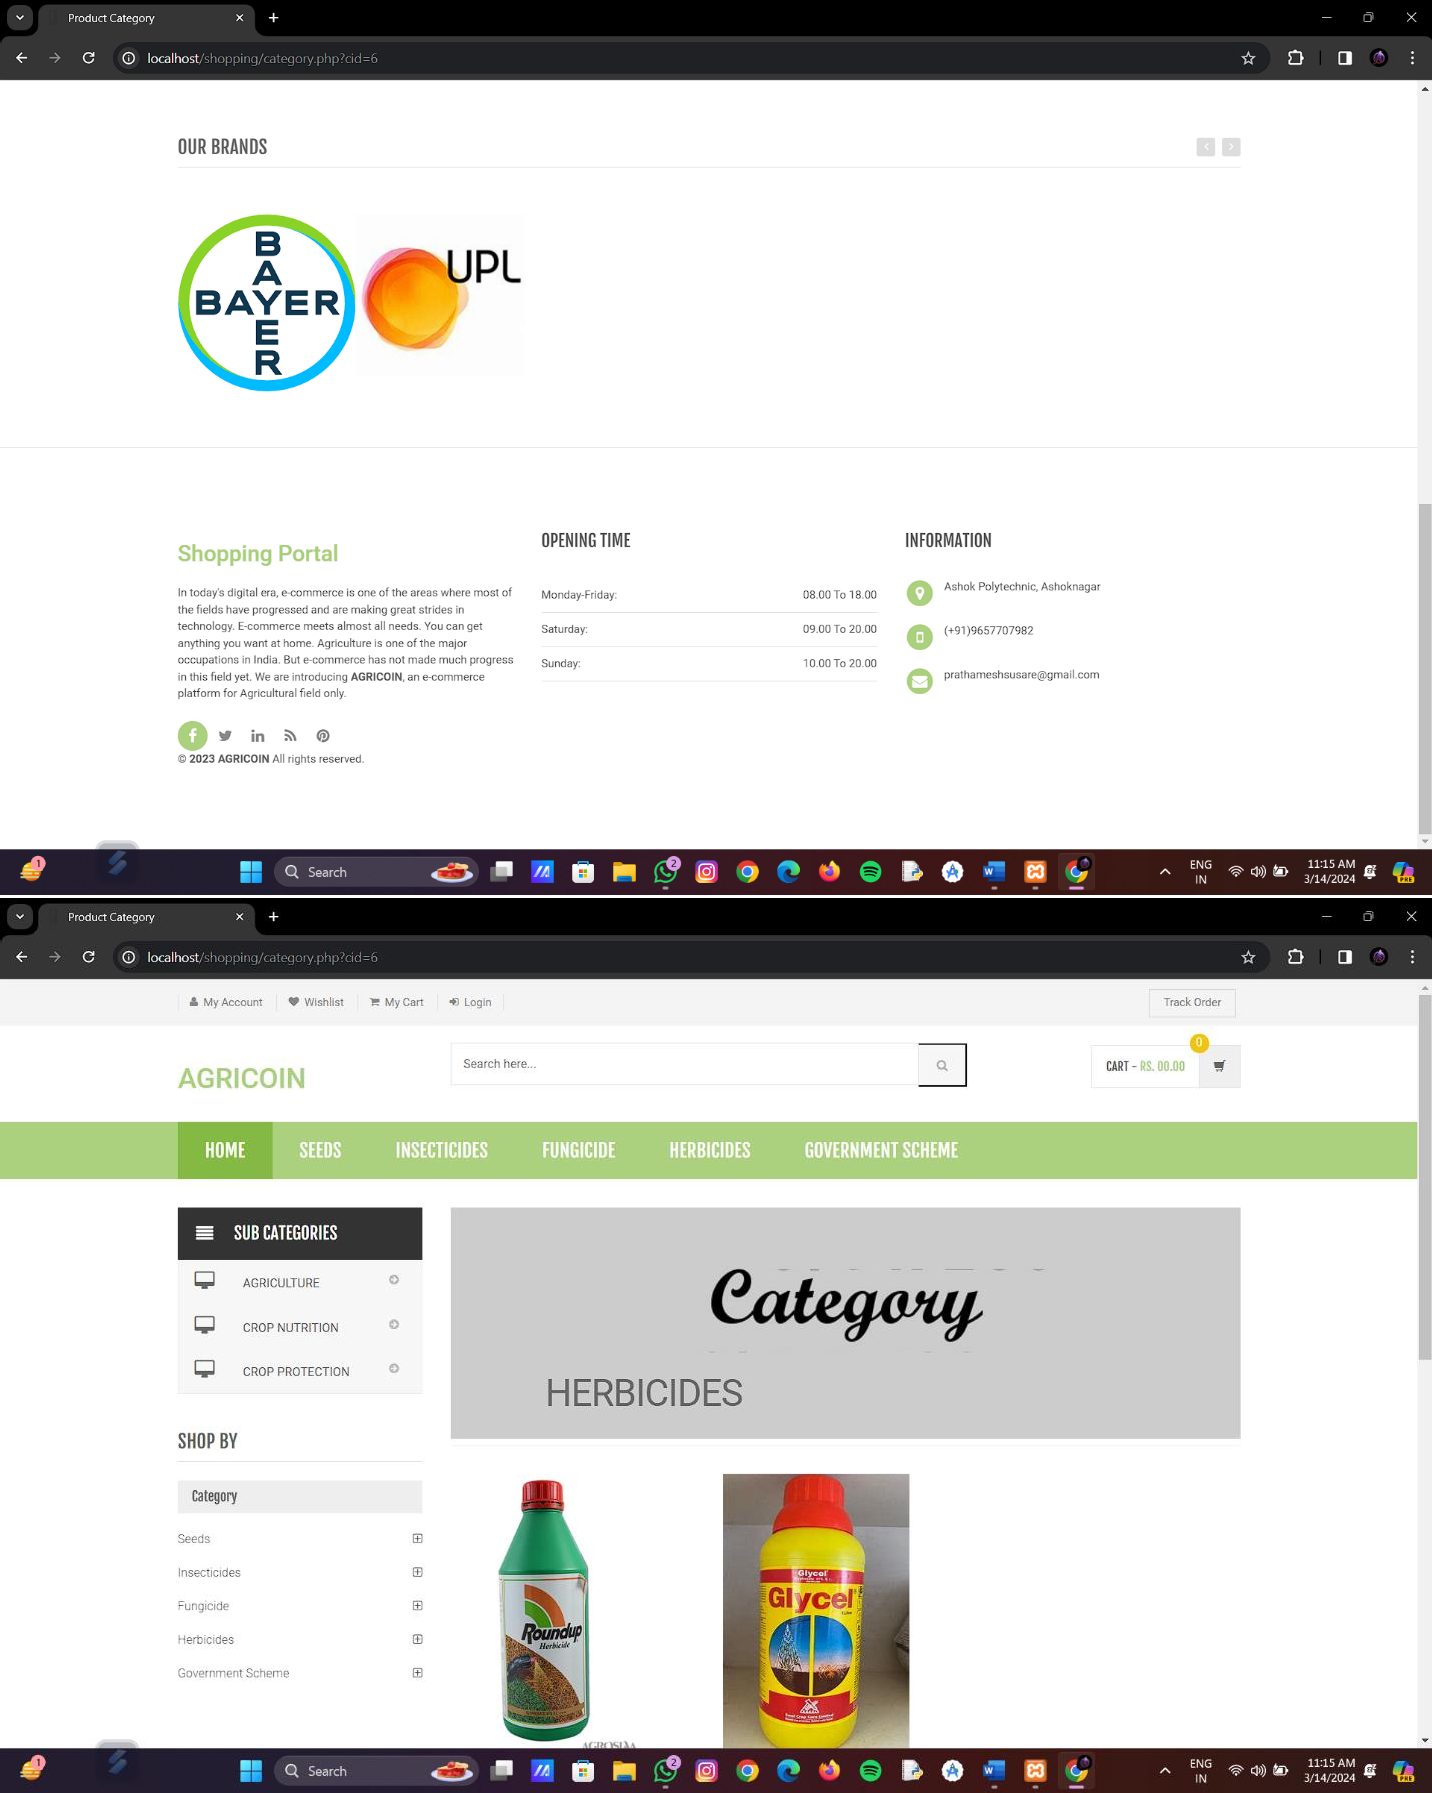 Product Category
localhost/shopping/category.php?cid=6
OUR BRANDS
BAYER
BAYER
UPL
Shopping Portal
In today's digital era, e-commerce is one of the areas where most of
the fields have progressed and are making great strides in
technology. E-commerce meets almost all needs. You can get
anything you want at home. Agriculture is one of the major
occupations in India. But e-commerce has not made much progress
in this field yet. We are introducing AGRICOIN, an e-commerce
platform for Agricultural field only.
© 2023 AGRICOIN All rights reserved.
OPENING TIME
Monday-Friday: 08.00 To 18.00
Saturday: 09.00 To 20.00
Sunday: 10.00 To 20.00
INFORMATION
Ashok Polytechnic, Ashoknagar
(+91)9657707982
prathameshsusare@gmail.com
1
Search
2
ENG
IN
11:15 AM
3/14/2024
PRE
Product Category
localhost/shopping/category.php?cid=6
My Account Wishlist My Cart Login Track Order
AGRICOIN
Search here...
0
CART - RS. 00.00
HOME SEEDS INSECTICIDES FUNGICIDE HERBICIDES GOVERNMENT SCHEME
SUB CATEGORIES
AGRICULTURE
CROP NUTRITION
CROP PROTECTION
Category
HERBICIDES
SHOP BY
Category
Seeds
Insecticides
Fungicide
Herbicides
Government Scheme
Roundup
Herbicide
Glycel
Glycel
1
Search
2
ENG
IN
11:15 AM
3/14/2024
PRE